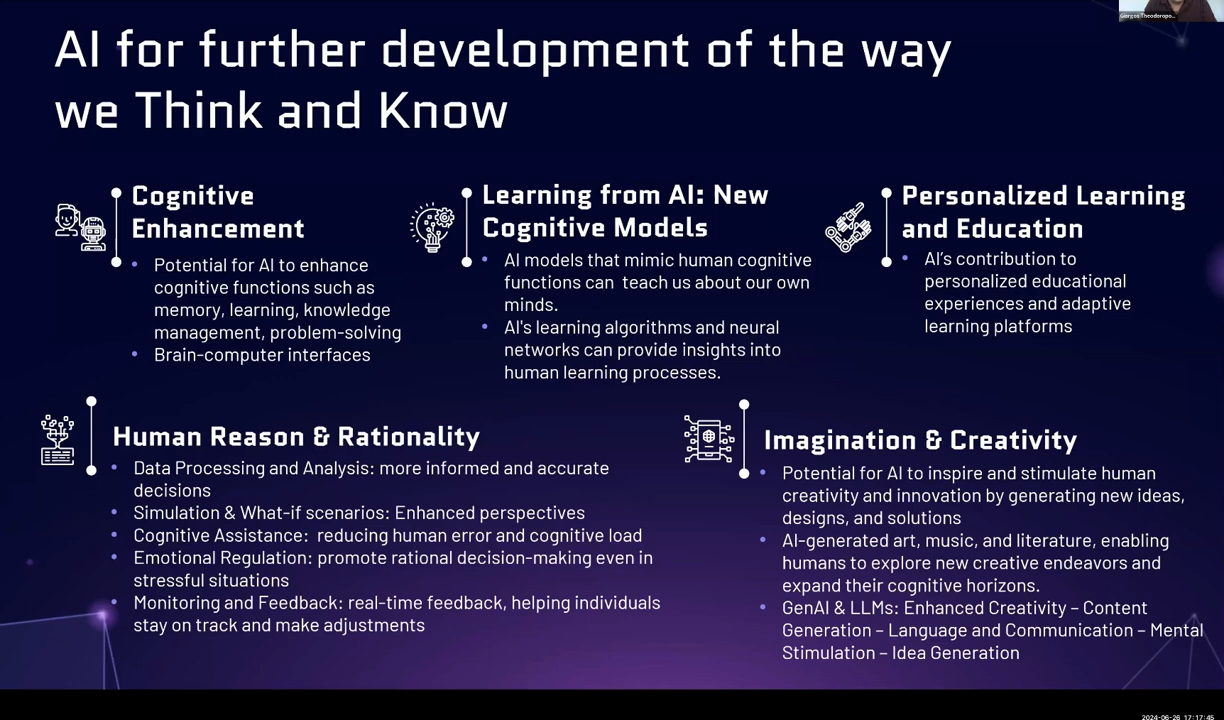 Giorgos Theodoropo...
AI for further development of the way
we Think and Know
Cognitive
Enhancement
• Potential for AI to enhance
cognitive functions such as
memory, learning, knowledge
management, problem-solving
• Brain-computer interfaces
Learning from AI: New
Cognitive Models
• AI models that mimic human cognitive
functions can teach us about our own
minds.
• AI's learning algorithms and neural
networks can provide insights into
human learning processes.
Personalized Learning
and Education
• AI’s contribution to
personalized educational
experiences and adaptive
learning platforms
Human Reason & Rationality
• Data Processing and Analysis: more informed and accurate
decisions
• Simulation & What-if scenarios: Enhanced perspectives
• Cognitive Assistance: reducing human error and cognitive load
• Emotional Regulation: promote rational decision-making even in
stressful situations
• Monitoring and Feedback: real-time feedback, helping individuals
stay on track and make adjustments
Imagination & Creativity
• Potential for AI to inspire and stimulate human
creativity and innovation by generating new ideas,
designs, and solutions
• AI-generated art, music, and literature, enabling
humans to explore new creative endeavors and
expand their cognitive horizons.
• GenAI & LLMs: Enhanced Creativity – Content
Generation – Language and Communication – Mental
Stimulation – Idea Generation
2024-06-26 17:17:45